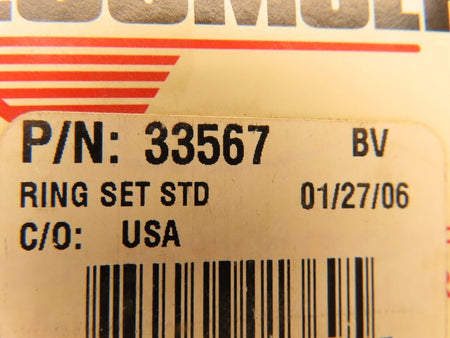 P/N: 33567 BV
RING SET STD 01/27/06
C/O: USA